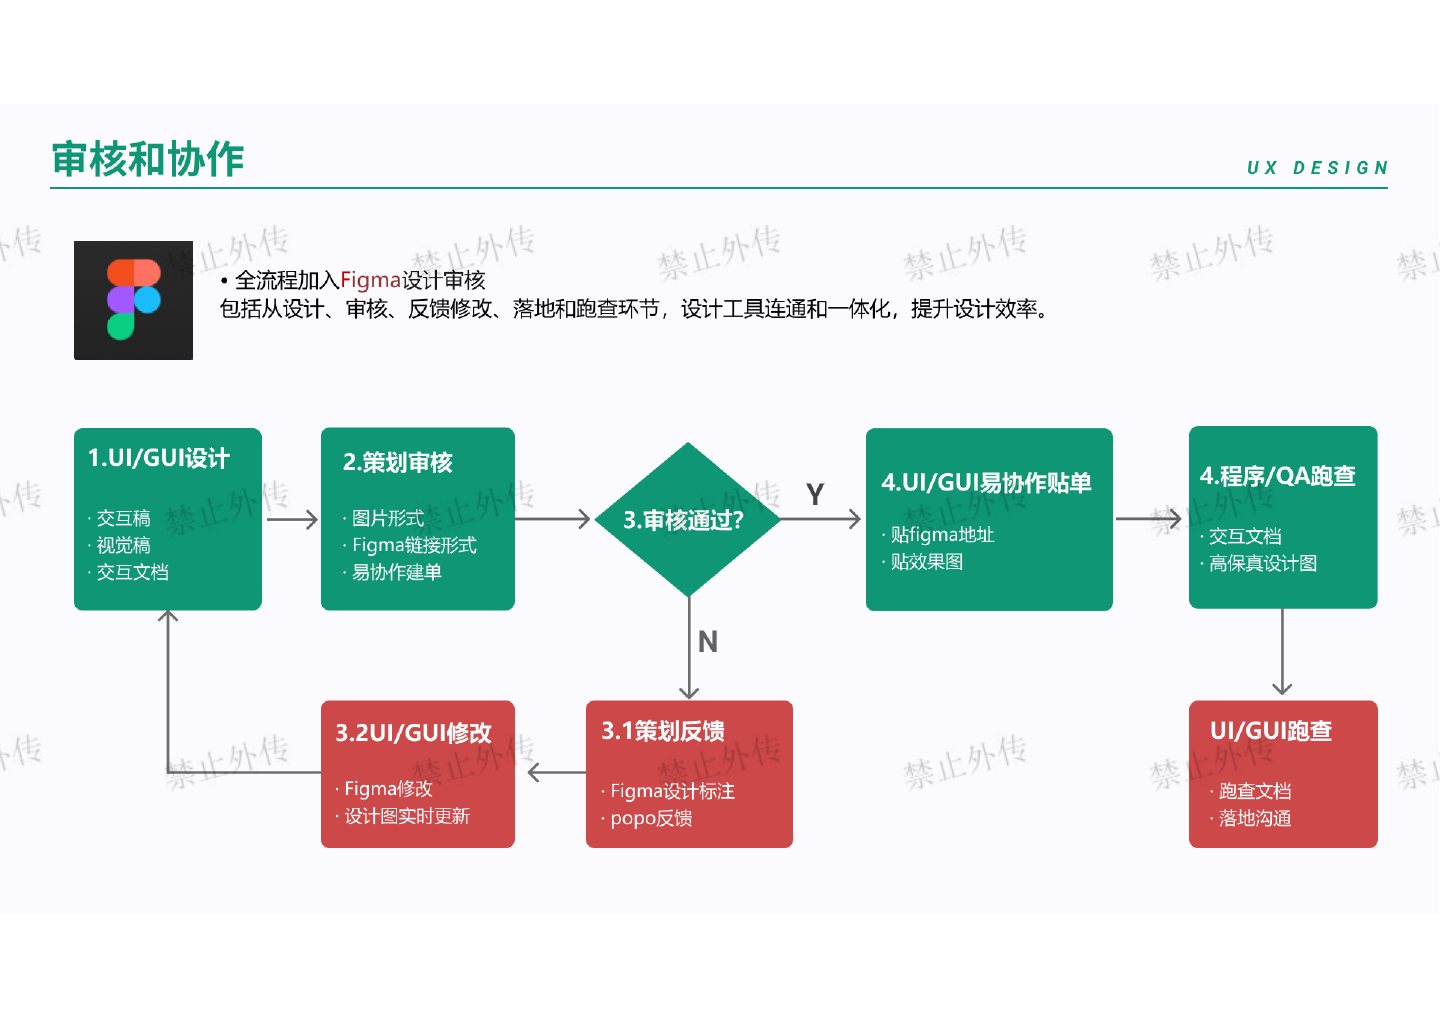 审核和协作
UX DESIGN
• 全流程加入Figma设计审核
包括从设计、审核、反馈修改、落地和跑查环节，设计工具连通和一体化，提升设计效率。
1.UI/GUI设计
· 交互稿
· 视觉稿
· 交互文档
2.策划审核
· 图片形式
· Figma链接形式
· 易协作建单
3.审核通过?
Y
N
4.UI/GUI易协作贴单
· 贴figma地址
· 贴效果图
4.程序/QA跑查
· 交互文档
· 高保真设计图
3.2UI/GUI修改
· Figma修改
· 设计图实时更新
3.1策划反馈
· Figma设计标注
· popo反馈
UI/GUI跑查
· 跑查文档
· 落地沟通
禁止外传